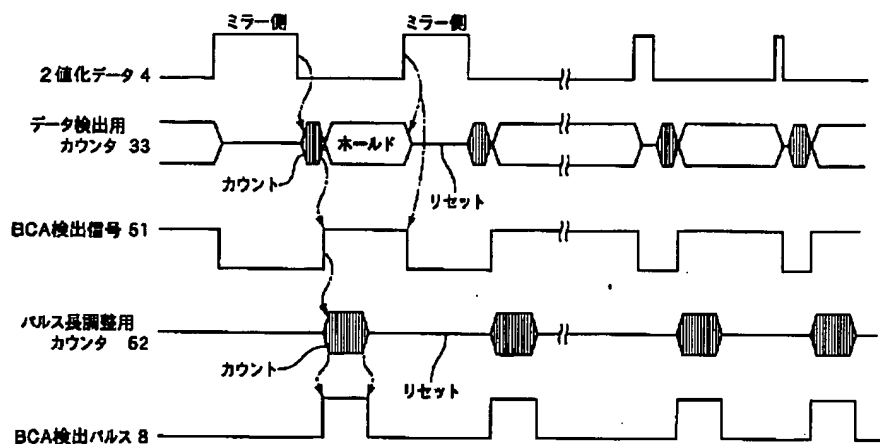 ミラー側 ミラー側
2値化データ 4
データ検出用
カウンタ 33
ホールド
カウント
リセット
BCA検出信号 51
パルス長調整用
カウンタ 52
カウント
リセット
BCA検出パルス 8